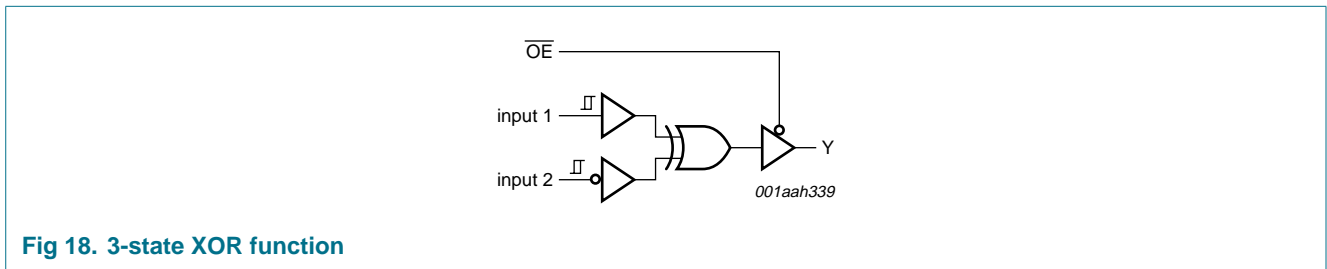 OE
input 1
Y
input 2
001aah339
Fig 18. 3-state XOR function